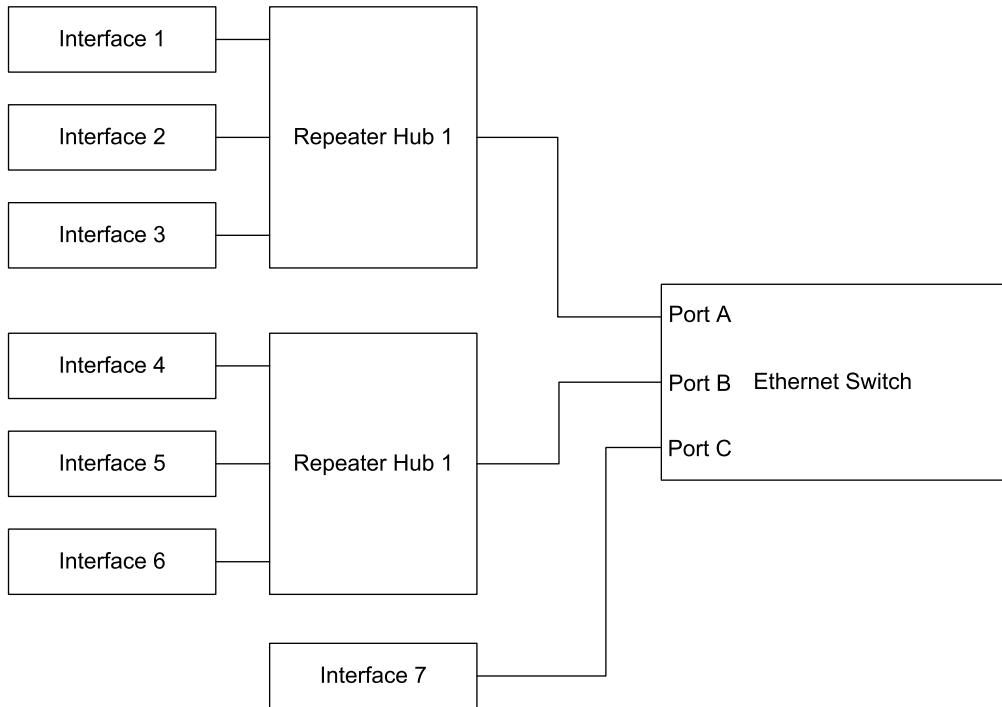 Interface 1
Interface 2
Interface 3
Repeater Hub 1
Interface 4
Interface 5
Interface 6
Repeater Hub 1
Interface 7
Port A
Port B Ethernet Switch
Port C